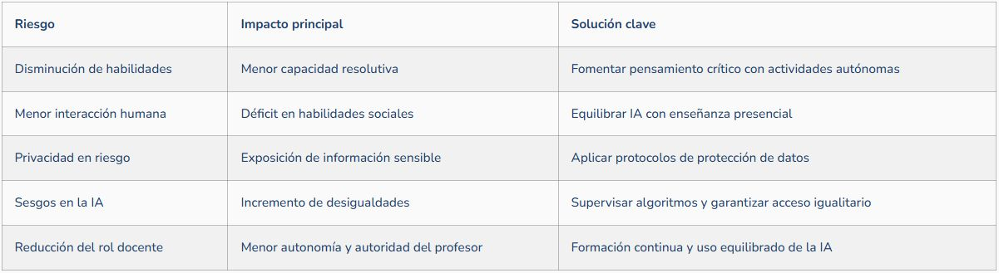 Riesgo Impacto principal Solución clave
Disminución de habilidades Menor capacidad resolutiva Fomentar pensamiento crítico con actividades autónomas
Menor interacción humana Déficit en habilidades sociales Equilibrar IA con enseñanza presencial
Privacidad en riesgo Exposición de información sensible Aplicar protocolos de protección de datos
Sesgos en la IA Incremento de desigualdades Supervisar algoritmos y garantizar acceso igualitario
Reducción del rol docente Menor autonomía y autoridad del profesor Formación continua y uso equilibrado de la IA